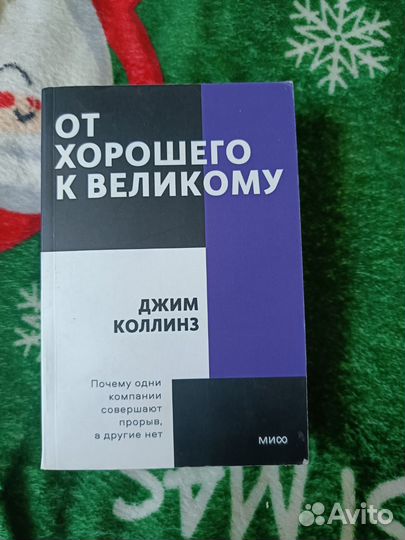 ОТ
ХОРОШЕГО
К ВЕЛИКОМУ
ДЖИМ
КОЛЛИНЗ
Почему одни
компании
совершают
прорыв,
а другие нет
МИФ
Avito